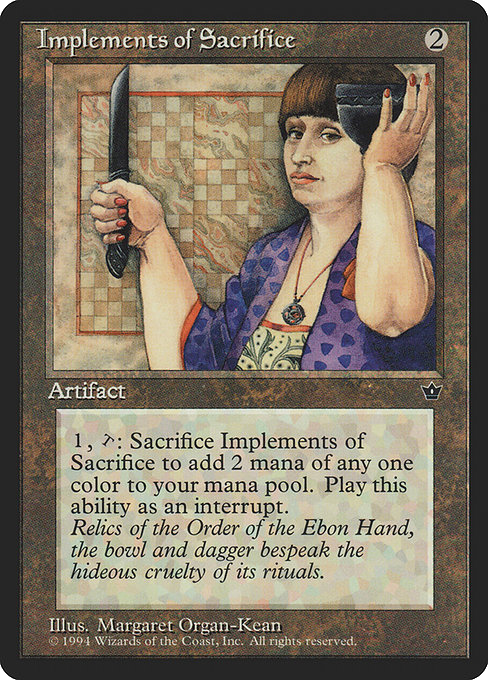 Implements of Sacrifice 2
Artifact
1, : Sacrifice Implements of
Sacrifice to add 2 mana of any one
color to your mana pool. Play this
ability as an interrupt.
Relics of the Order of the Ebon Hand,
the bowl and dagger bespeak the
hideous cruelty of its rituals.
Illus. Margaret Organ-Kean
© 1994 Wizards of the Coast, Inc. All rights reserved.